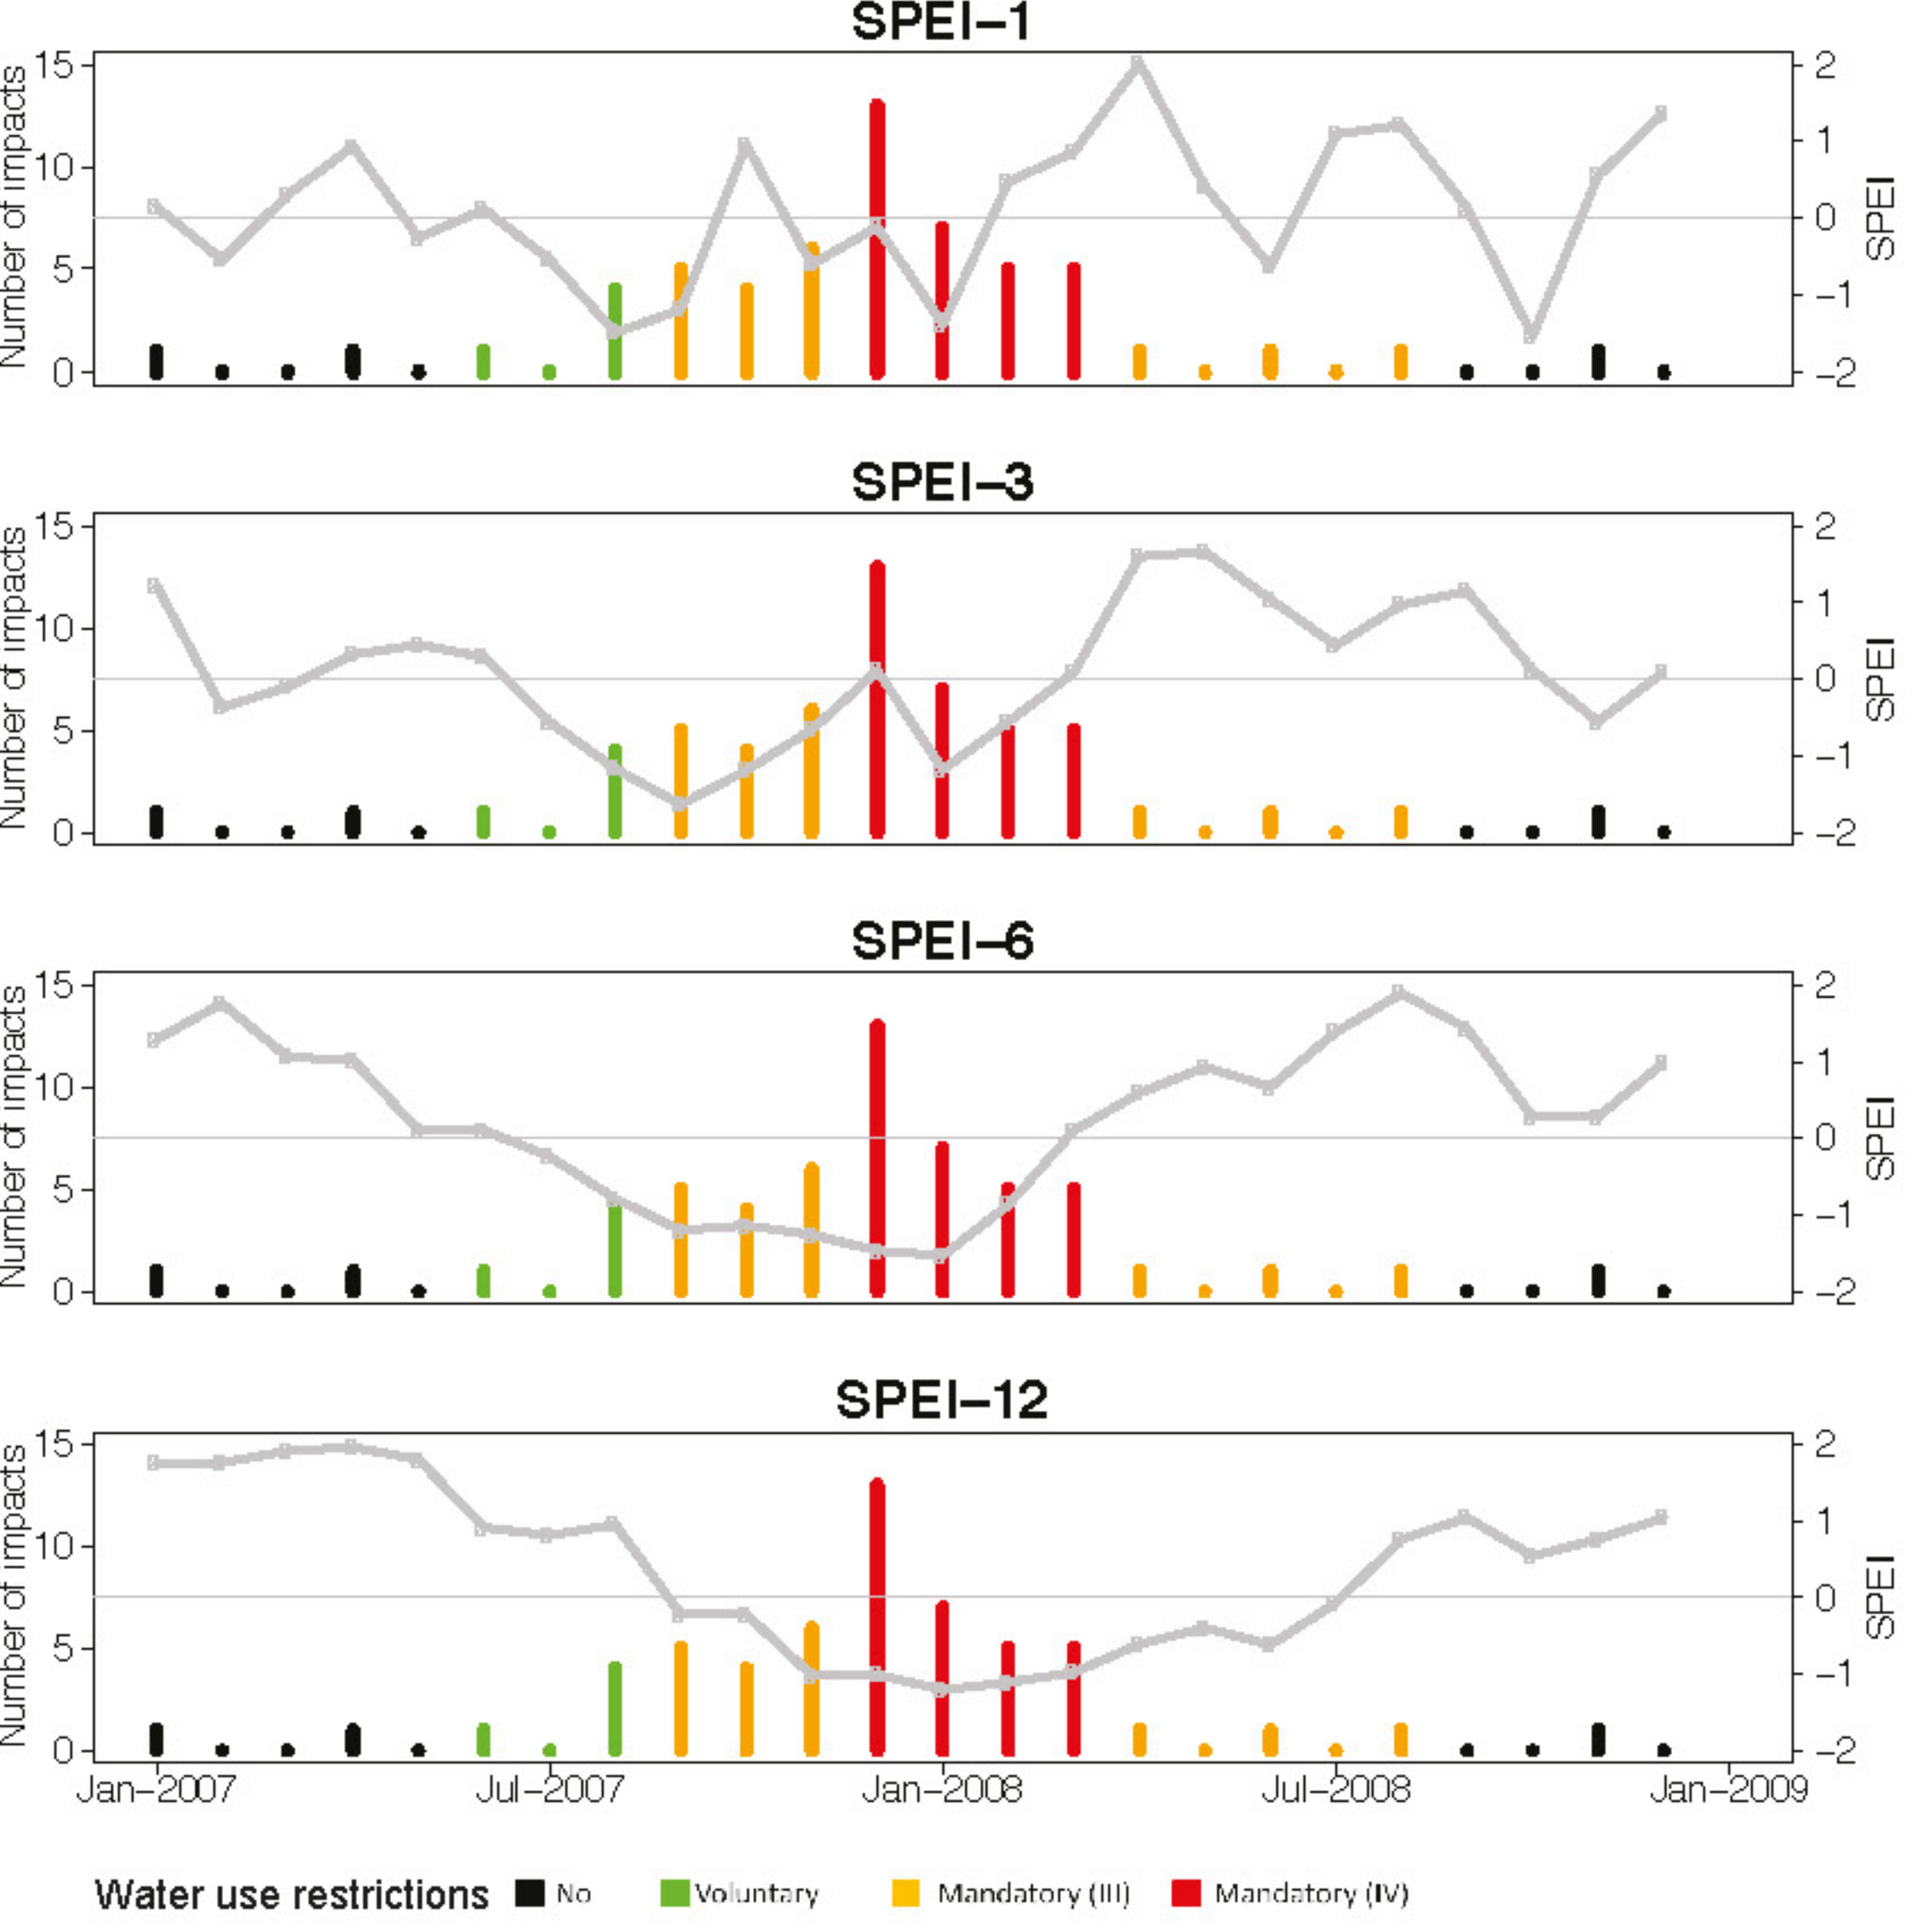 SPEI–1
Number of impacts
15
10
5
0
2
1
0
–1
–2
SPEI
SPEI–3
Number of impacts
15
10
5
0
2
1
0
–1
–2
SPEI
SPEI–6
Number of impacts
15
10
5
0
2
1
0
–1
–2
SPEI
SPEI–12
Number of impacts
15
10
5
0
2
1
0
–1
–2
SPEI
Jan–2007 Jul–2007 Jan–2008 Jul–2008 Jan–2009
Water use restrictions No Voluntary Mandatory (III) Mandatory (IV)